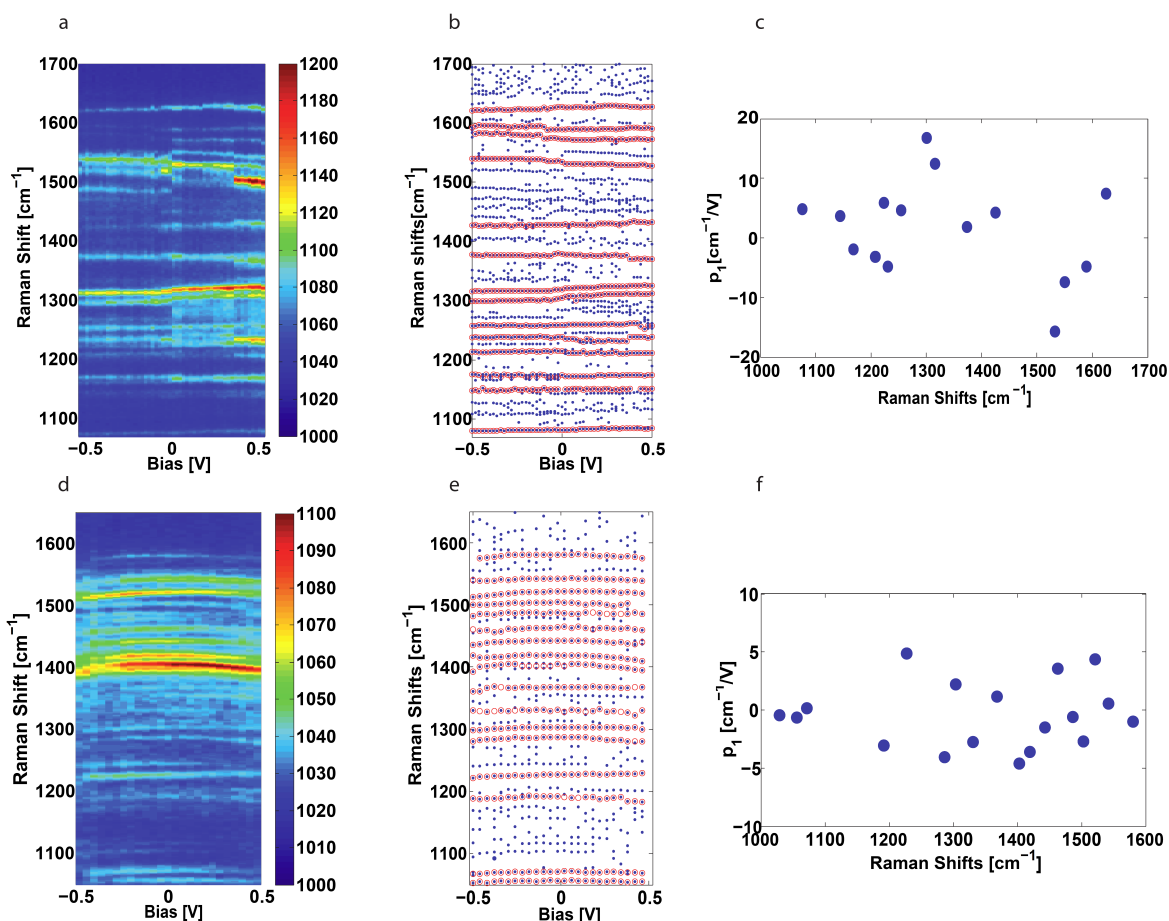 a
1700
1600
1500
1400
1300
1200
1100
Raman Shift [cm⁻¹]
−0.5 0 0.5
Bias [V]
1200
1180
1160
1140
1120
1100
1080
1060
1040
1020
1000
b
1700
1600
1500
1400
1300
1200
1100
Raman shifts[cm⁻¹]
−0.5 0 0.5
Bias [V]
c
20
10
0
−10
−20
p₁[cm⁻¹/V]
1000 1100 1200 1300 1400 1500 1600 1700
Raman Shifts [cm⁻¹]
d
1600
1500
1400
1300
1200
1100
Raman Shift [cm⁻¹]
−0.5 0 0.5
Bias [V]
1100
1090
1080
1070
1060
1050
1040
1030
1020
1010
1000
e
1600
1500
1400
1300
1200
1100
Raman Shifts [cm⁻¹]
−0.5 0 0.5
Bias [V]
f
10
5
0
−5
−10
p₁ [cm⁻¹/V]
1000 1100 1200 1300 1400 1500 1600
Raman Shifts [cm⁻¹]